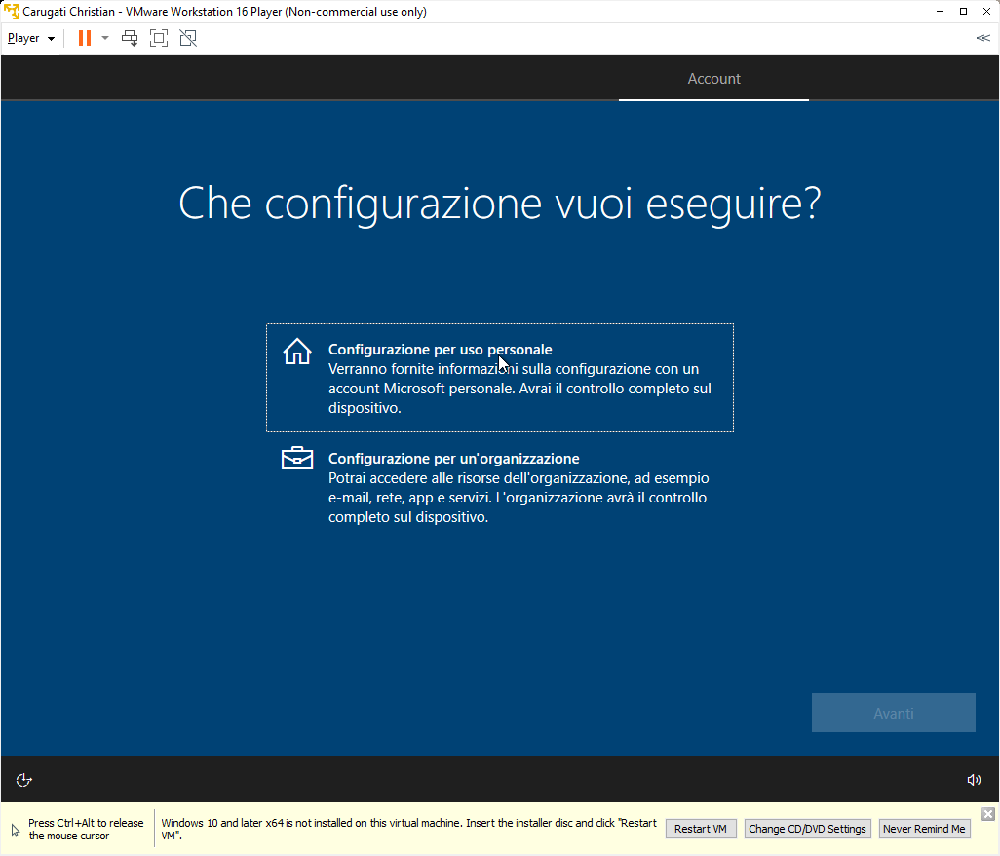 Carugati Christian - VMware Workstation 16 Player (Non-commercial use only)
Player
Account
Che configurazione vuoi eseguire?
Configurazione per uso personale
Verranno fornite informazioni sulla configurazione con un
account Microsoft personale. Avrai il controllo completo sul
dispositivo.
Configurazione per un'organizzazione
Potrai accedere alle risorse dell'organizzazione, ad esempio
e-mail, rete, app e servizi. L'organizzazione avrà il controllo
completo sul dispositivo.
Avanti
Press Ctrl+Alt to release
the mouse cursor
Windows 10 and later x64 is not installed on this virtual machine. Insert the installer disc and click "Restart
VM".
Restart VM
Change CD/DVD Settings
Never Remind Me